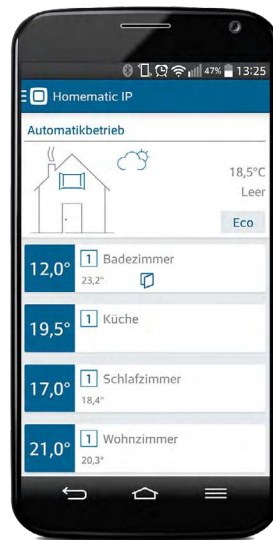 47% 13:25
Homematic IP
Automatikbetrieb
18,5°C
Leer
Eco
12,0° 1 Badezimmer
23,2°
19,5° 1 Küche
17,0° 1 Schlafzimmer
18,4°
21,0° 1 Wohnzimmer
20,3°